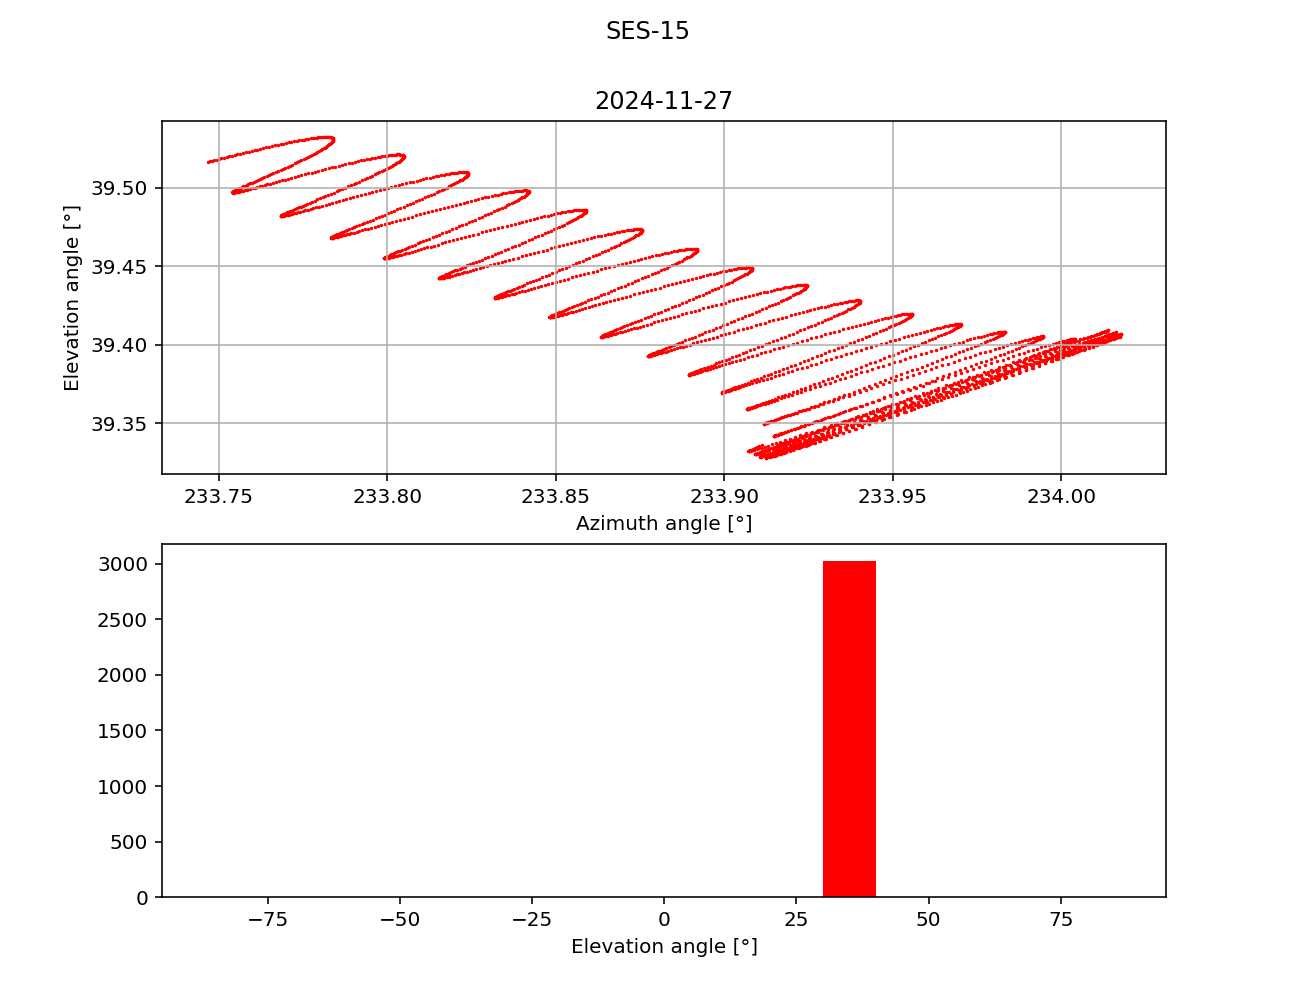 SES-15
2024-11-27
39.50
39.45
39.40
39.35
Elevation angle [°]
233.75 233.80 233.85 233.90 233.95 234.00
Azimuth angle [°]
3000
2500
2000
1500
1000
500
0
−75 −50 −25 0 25 50 75
Elevation angle [°]